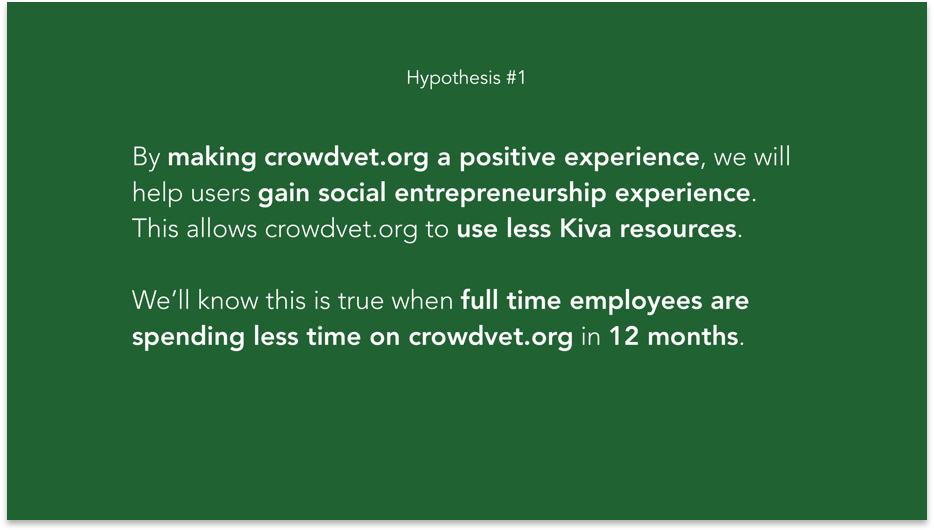 Hypothesis #1
By making crowdvet.org a positive experience, we will
help users gain social entrepreneurship experience.
This allows crowdvet.org to use less Kiva resources.
We’ll know this is true when full time employees are
spending less time on crowdvet.org in 12 months.